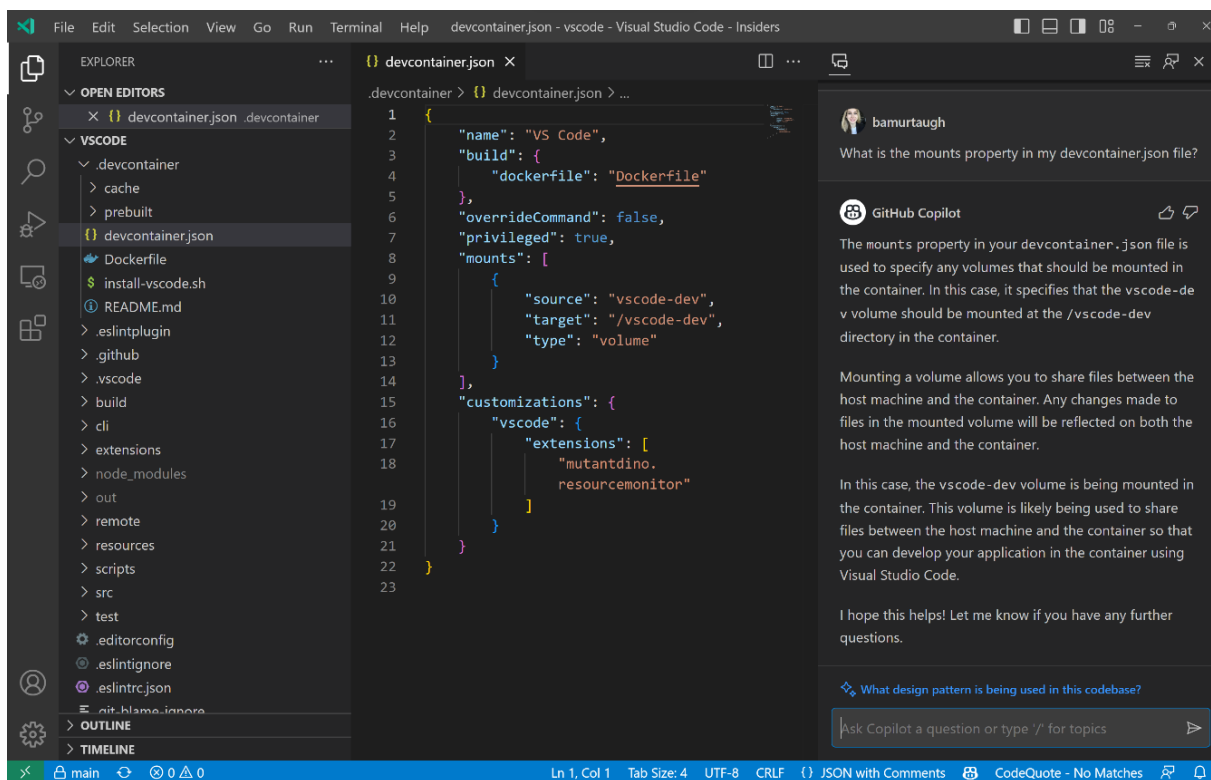 File Edit Selection View Go Run Terminal Help devcontainer.json - vscode - Visual Studio Code - Insiders
EXPLORER
OPEN EDITORS
{} devcontainer.json .devcontainer
VSCODE
.devcontainer
cache
prebuilt
{} devcontainer.json
Dockerfile
$ install-vscode.sh
README.md
.eslintplugin
.github
.vscode
build
cli
extensions
node_modules
out
remote
resources
scripts
src
test
.editorconfig
.eslintignore
.eslintrc.json
.git-blame-ignore
OUTLINE
TIMELINE
{} devcontainer.json
.devcontainer > {} devcontainer.json > ...
1 {
2 "name": "VS Code",
3 "build": {
4 "dockerfile": "Dockerfile"
5 },
6 "overrideCommand": false,
7 "privileged": true,
8 "mounts": [
9 {
10 "source": "vscode-dev",
11 "target": "/vscode-dev",
12 "type": "volume"
13 }
14 ],
15 "customizations": {
16 "vscode": {
17 "extensions": [
18 "mutantdino.
resourcemonitor"
19 ]
20 }
21 }
22 }
23
bamurtaugh
What is the mounts property in my devcontainer.json file?
GitHub Copilot
The mounts property in your devcontainer.json file is
used to specify any volumes that should be mounted in
the container. In this case, it specifies that the vscode-de
v volume should be mounted at the /vscode-dev
directory in the container.
Mounting a volume allows you to share files between the
host machine and the container. Any changes made to
files in the mounted volume will be reflected on both the
host machine and the container.
In this case, the vscode-dev volume is being mounted in
the container. This volume is likely being used to share
files between the host machine and the container so that
you can develop your application in the container using
Visual Studio Code.
I hope this helps! Let me know if you have any further
questions.
What design pattern is being used in this codebase?
Ask Copilot a question or type '/' for topics
main 0 0 Ln 1, Col 1 Tab Size: 4 UTF-8 CRLF {} JSON with Comments CodeQuote - No Matches